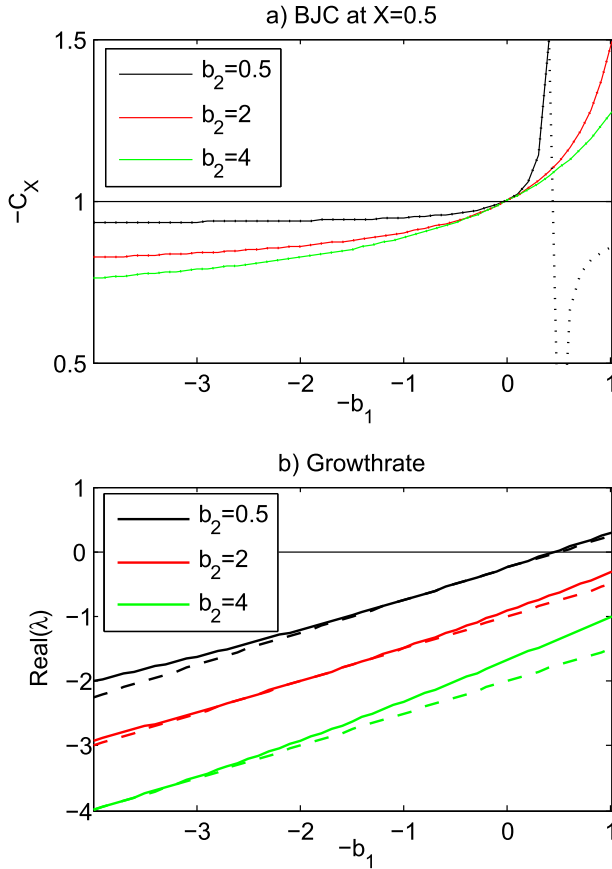 a) BJC at X=0.5
1.5
b₂=0.5
b₂=2
b₂=4
1
−C_X
0.5
−3 −2 −1 0 1
−b₁
b) Growthrate
1
b₂=0.5
0
b₂=2
−1
b₂=4
Real(λ)
−2
−3
−4
−3 −2 −1 0 1
−b₁